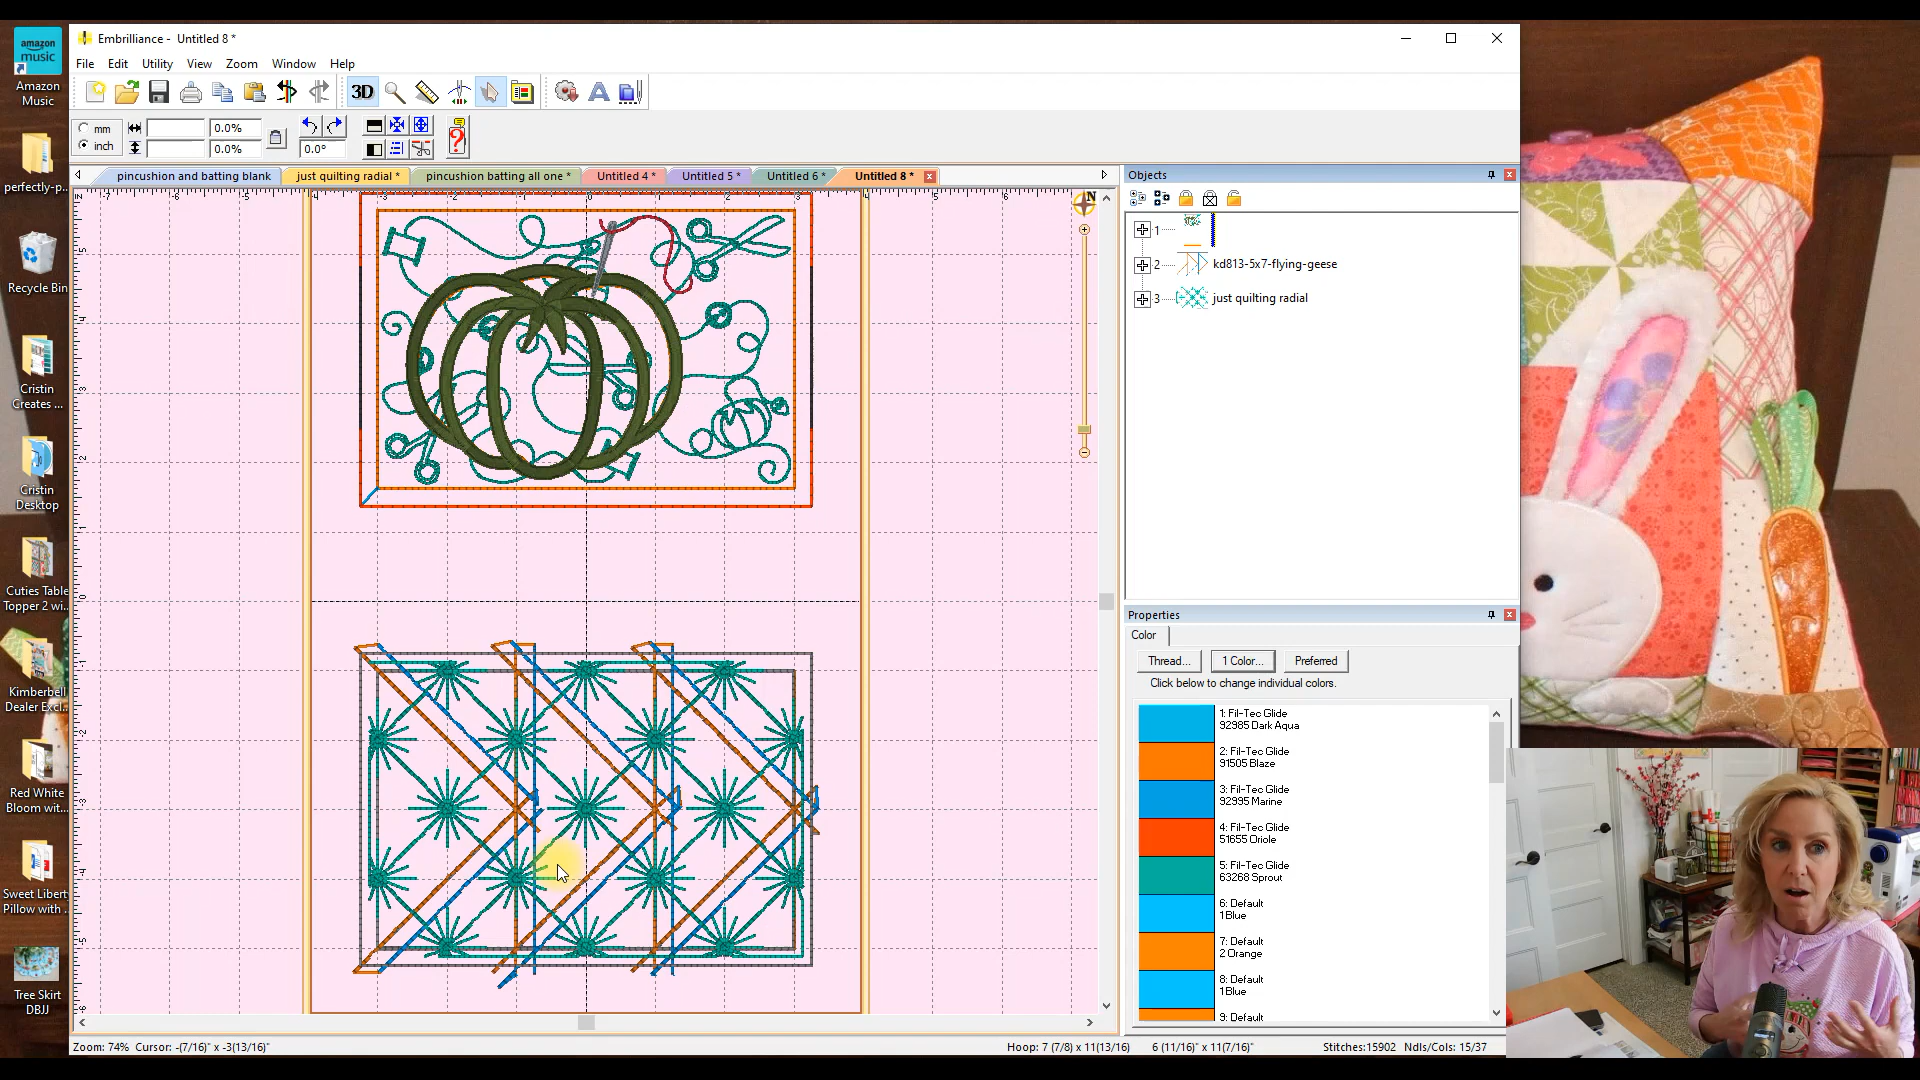 Embrilliance - Untitled 8 *
File Edit Utility View Zoom Window Help
3D
mm
inch
0.0%
0.0%
0.0°
pincushion and batting blank
just quilting radial *
pincushion batting all one *
Untitled 4 *
Untitled 5 *
Untitled 6 *
Untitled 8 *
Objects
1
2 kd813-5x7-flying-geese
3 just quilting radial
Properties
Color
Thread... 1 Color... Preferred
Click below to change individual colors.
1: Fil-Tec Glide
92985 Dark Aqua
2: Fil-Tec Glide
91505 Blaze
3: Fil-Tec Glide
92995 Marine
4: Fil-Tec Glide
51655 Oriole
5: Fil-Tec Glide
63268 Sprout
6: Default
1Blue
7: Default
2 Orange
8: Default
1Blue
9: Default
Zoom: 74% Cursor: -(7/16)" x -3(13/16)"
Hoop: 7 (7/8) x 11(13/16)
6 (11/16)" x 11(7/16)"
Stitches:15902
Ndls/Cols: 15/37
amazon
music
Amazon
Music
perfectly-p...
Recycle Bin
Cristin
Creates ...
Cristin
Desktop
Cuties Table
Topper 2 wi...
Kimberbell
Dealer Excl...
Red White
Bloom wit...
Sweet Libert
Pillow with ...
Tree Skirt
DBJJ